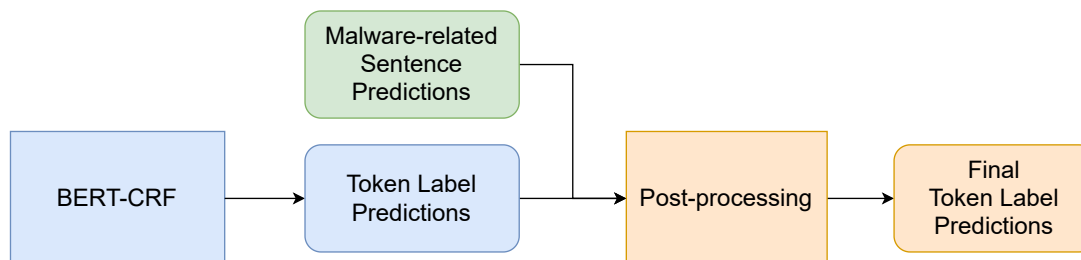 Malware-related
Sentence
Predictions
BERT-CRF
Token Label
Predictions
Post-processing
Final
Token Label
Predictions